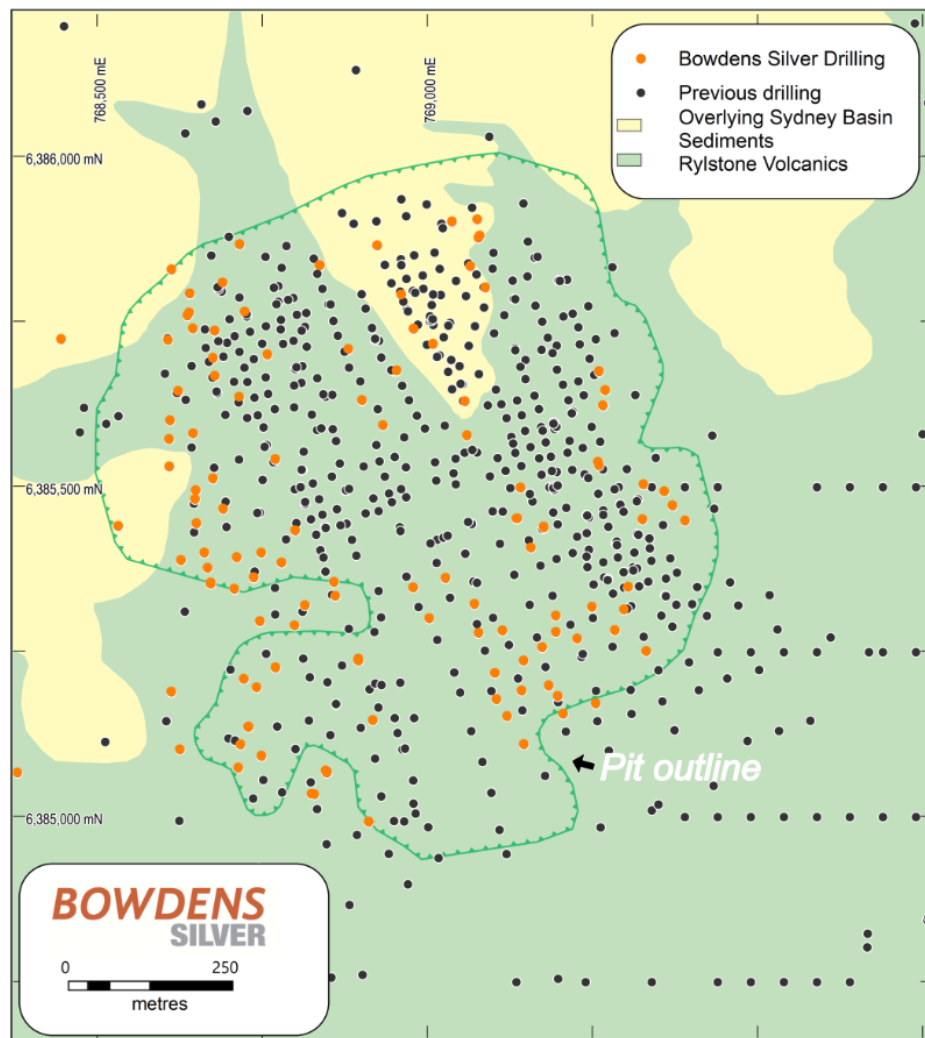 768,500 mE
769,000 mE
Bowdens Silver Drilling
Previous drilling
Overlying Sydney Basin
Sediments
Rylstone Volcanics
6,386,000 mN
6,385,500 mN
Pit outline
6,385,000 mN
BOWDENS
SILVER
0 250
metres